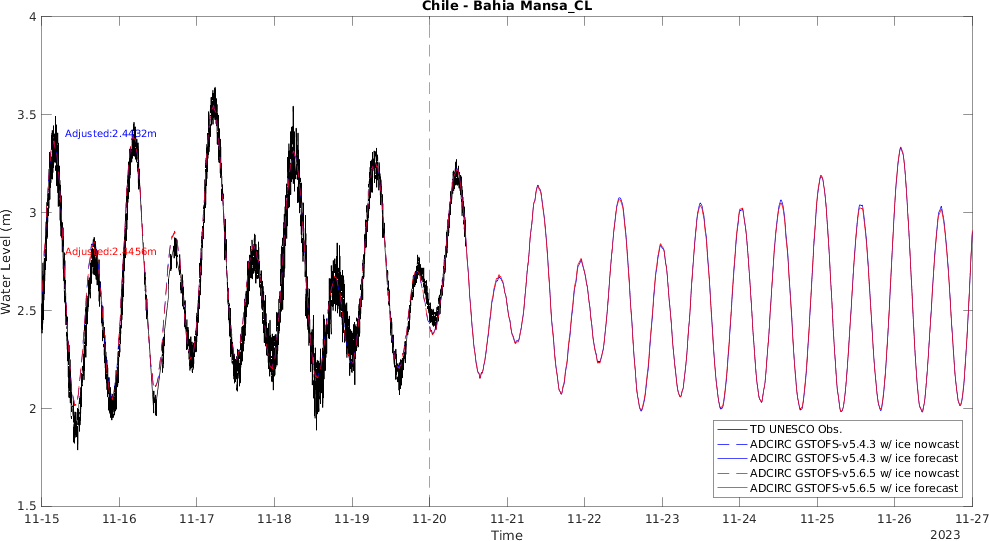 Chile - Bahia Mansa_CL
4
3.5
3
2.5
2
1.5
Water Level (m)
Adjusted:2.4432m
Adjusted:2.4456m
TD UNESCO Obs.
ADCIRC GSTOFS-v5.4.3 w/ ice nowcast
ADCIRC GSTOFS-v5.4.3 w/ ice forecast
ADCIRC GSTOFS-v5.6.5 w/ ice nowcast
ADCIRC GSTOFS-v5.6.5 w/ ice forecast
11-15 11-16 11-17 11-18 11-19 11-20 11-21 11-22 11-23 11-24 11-25 11-26 11-27
Time
2023